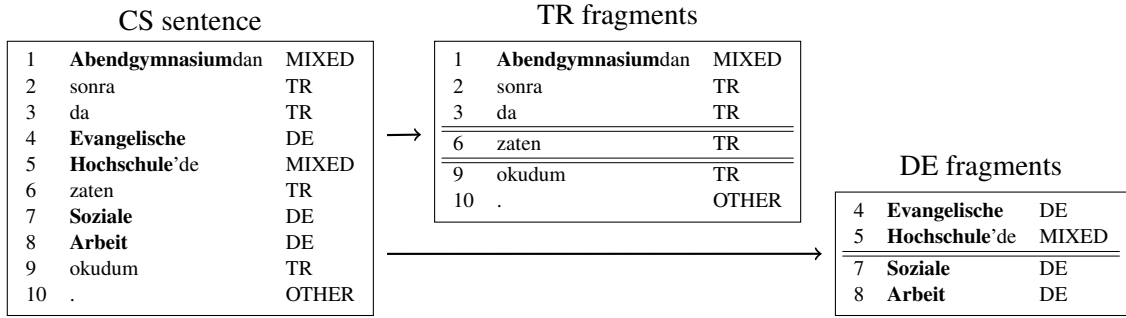 CS sentence
1 Abendgymnasiumdan MIXED
2 sonra TR
3 da TR
4 Evangelische DE
5 Hochschule'de MIXED
6 zaten TR
7 Soziale DE
8 Arbeit DE
9 okudum TR
10 . OTHER
TR fragments
1 Abendgymnasiumdan MIXED
2 sonra TR
3 da TR
6 zaten TR
9 okudum TR
10 . OTHER
DE fragments
4 Evangelische DE
5 Hochschule'de MIXED
7 Soziale DE
8 Arbeit DE